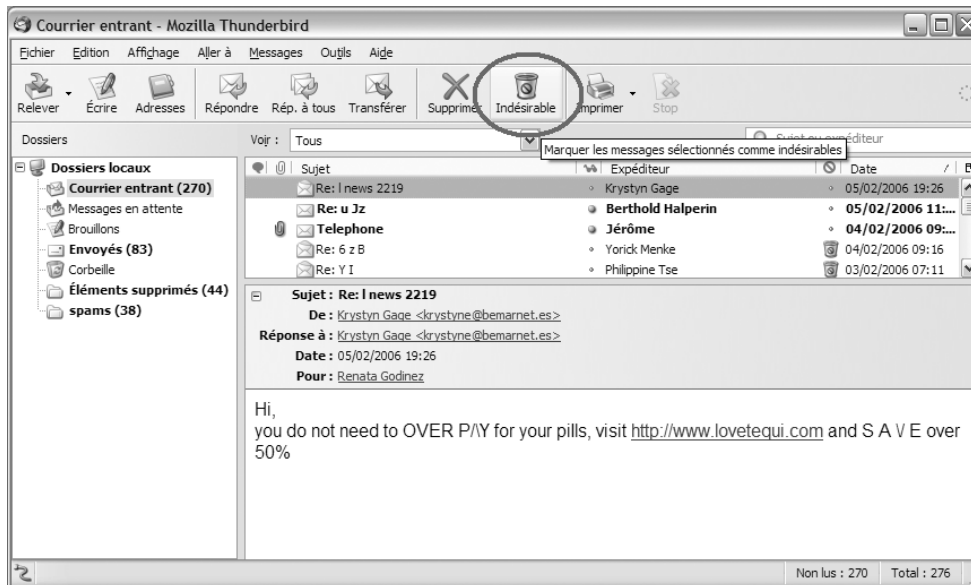 Courrier entrant - Mozilla Thunderbird
Fichier Edition Affichage Aller à Messages Outils Aide
Relever Écrire Adresses Répondre Rép. à tous Transférer Supprimer Indésirable Imprimer Stop
Dossiers Voir : Tous Sujet ou expéditeur
Marquer les messages sélectionnés comme indésirables
Dossiers locaux Sujet Expéditeur Date
Courrier entrant (270) Re: l news 2219 Krystyn Gage 05/02/2006 19:26
Messages en attente Re: u Jz Berthold Halperin 05/02/2006 11:...
Brouillons Telephone Jérôme 04/02/2006 09:...
Envoyés (83) Re: 6 z B Yorick Menke 04/02/2006 09:16
Corbeille Re: Y I Philippine Tse 03/02/2006 07:11
Éléments supprimés (44) Sujet : Re: l news 2219
spams (38) De : Krystyn Gage <krystyne@bemarnet.es>
Réponse à : Krystyn Gage <krystyne@bemarnet.es>
Date : 05/02/2006 19:26
Pour : Renata Godinez
Hi,
you do not need to OVER P/\Y for your pills, visit http://www.lovetequi.com and S A \/ E over
50%
Non lus : 270 Total : 276